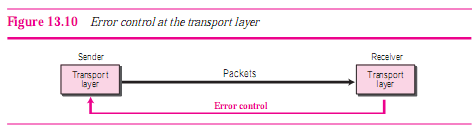 Figure 13.10 Error control at the transport layer
Sender Receiver
Transport layer Packets Transport layer
Error control